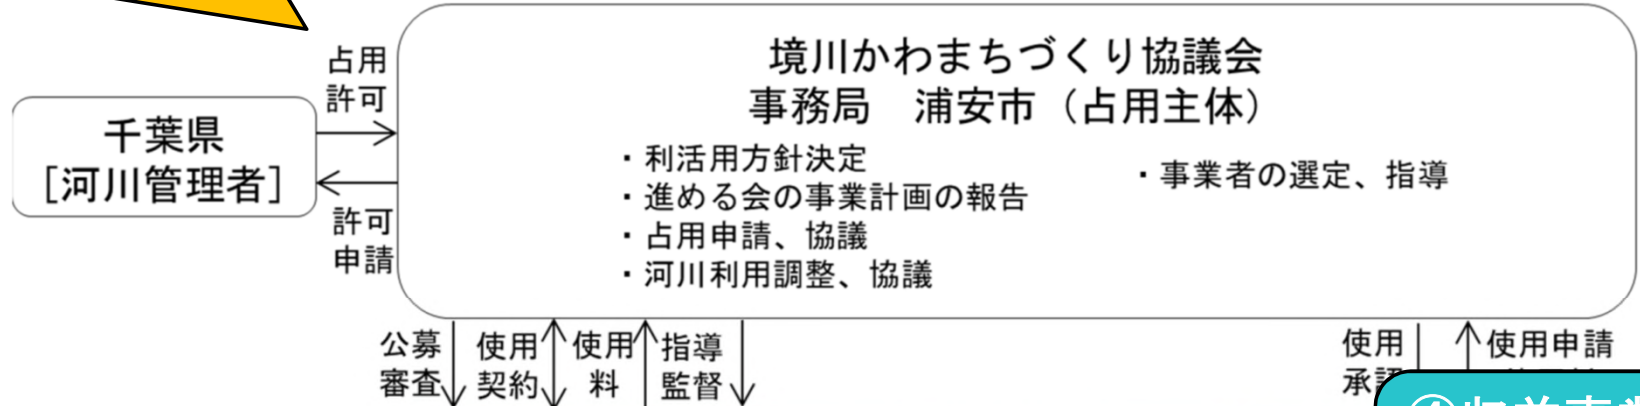 占用
許可
千葉県
[河川管理者]
許可
申請
境川かわまちづくり協議会
事務局　浦安市（占用主体）
・利活用方針決定
・進める会の事業計画の報告
・占用申請、協議
・河川利用調整、協議
・事業者の選定、指導
公募
審査
使用
契約
使用
料
指導
監督
使用
承認
使用申請